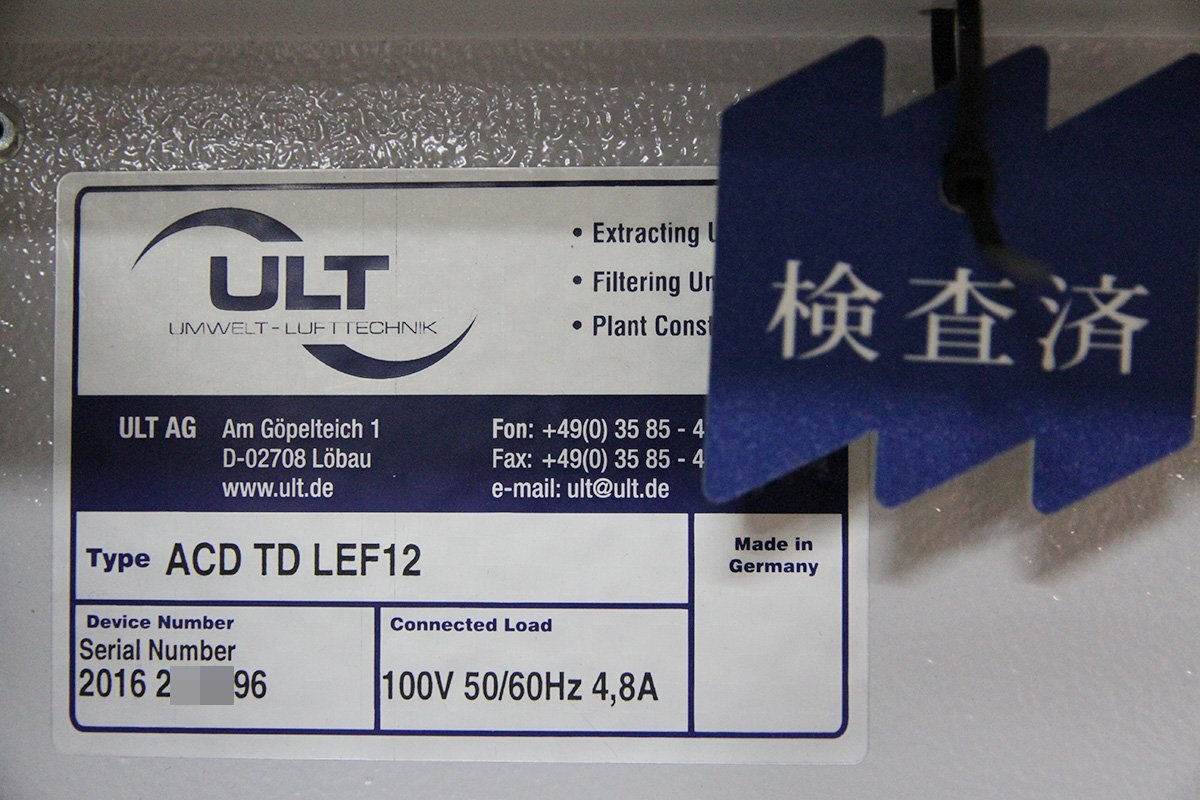 ULT
UMWELT-LUFTTECHNIK
• Extracting
• Filtering
• Plant
検査済
ULT AG
Am Göpelteich 1
D-02708 Löbau
www.ult.de
Fon: +49(0) 35 85 - 4
Fax: +49(0) 35 85 - 4
e-mail: ult@ult.de
Type ACD TD LEF12
Made in
Germany
Device Number
Serial Number
2016 2 96
Connected Load
100V 50/60Hz 4,8A